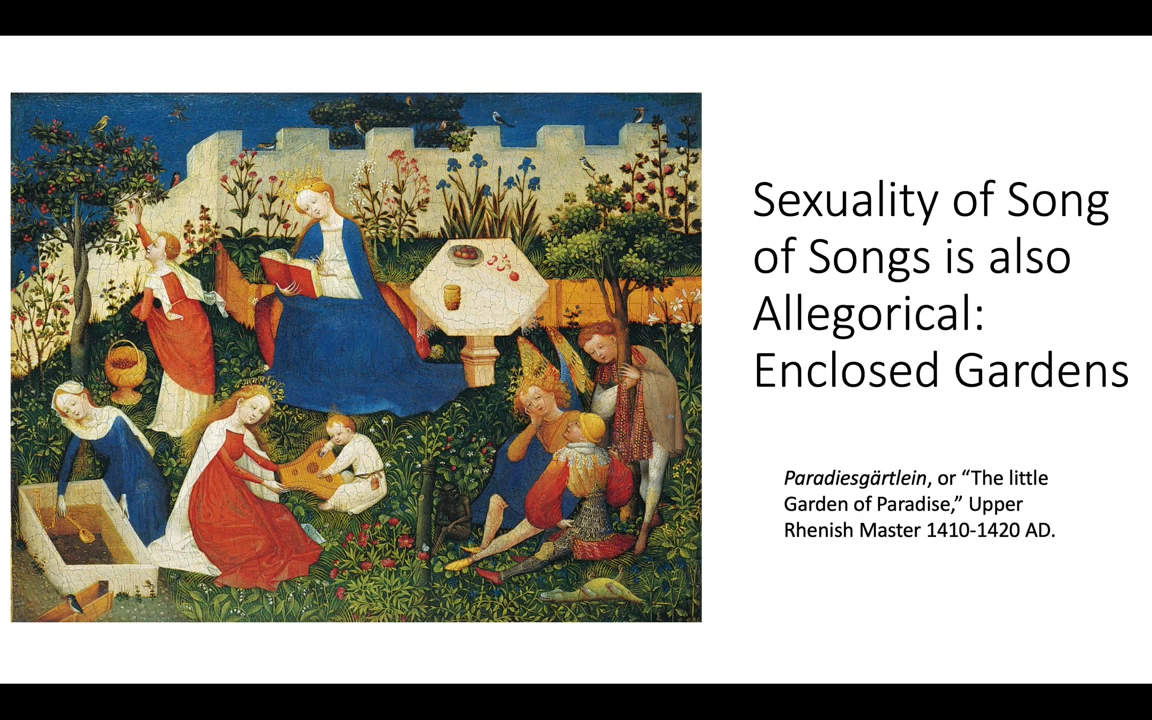 Sexuality of Song
of Songs is also
Allegorical:
Enclosed Gardens
Paradiesgärtlein, or “The little
Garden of Paradise,” Upper
Rhenish Master 1410-1420 AD.